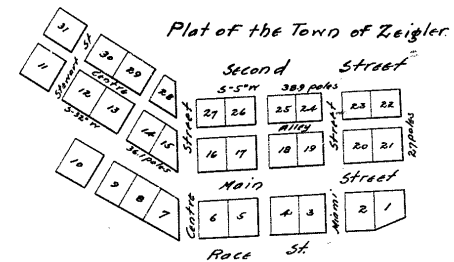 Plat of the Town of Zeigler.
31
Stewart St
30 29
Centre
28
Second Street
S-5°W 38.9 poles
11
12 13
S-32°W
27 26
25 24
23 22
Alley
14 15
36.1 poles
Street
16 17
18 19
Street
20 21
27 poles
10
9 8 7
Main Street
Centre
6 5
4 3
Miami
2 1
Race St.